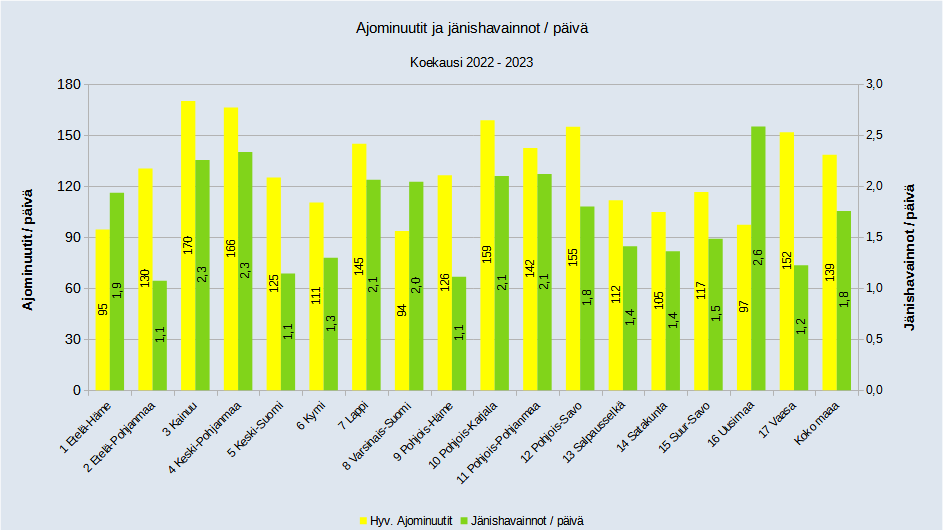 Ajominuutit ja jänishavainnot / päivä
Koekausi 2022 - 2023
180
150
120
90
60
30
0
Ajominuutit / päivä
95
1,9
130
1,1
170
2,3
166
2,3
125
1,1
111
1,3
145
2,1
94
2,0
126
1,1
159
2,1
142
2,1
155
1,8
112
1,4
105
1,4
117
1,5
97
2,6
152
1,2
139
1,8
3,0
2,5
2,0
1,5
1,0
0,5
0,0
Jänishavainnot / päivä
1 Etelä-Häme
2 Etelä-Pohjanmaa
3 Kainuu
4 Keski-Pohjanmaa
5 Keski-Suomi
6 Kymi
7 Lappi
8 Varsinais-Suomi
9 Pohjois-Häme
10 Pohjois-Karjala
11 Pohjois-Pohjanmaa
12 Pohjois-Savo
13 Salpausselkä
14 Satakunta
15 Suur-Savo
16 Uusimaa
17 Vaasa
Koko maaa
Hyv. Ajominuutit
Jänishavainnot / päivä